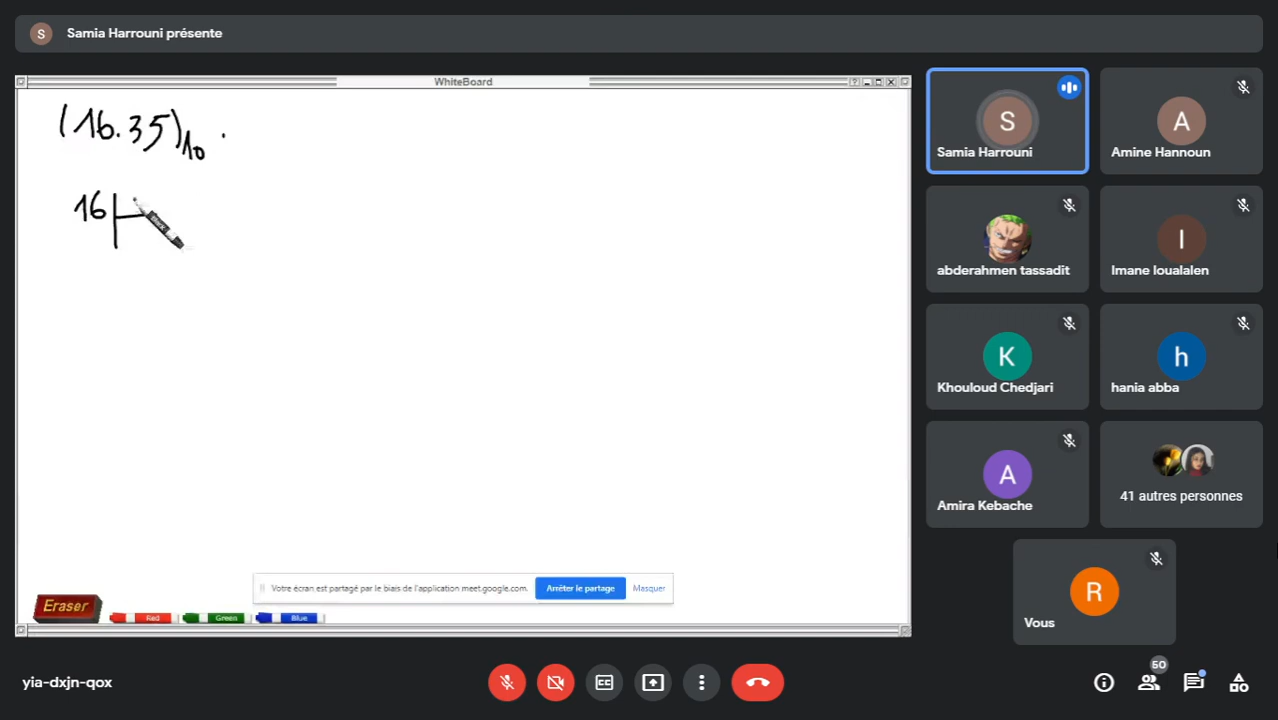 Samia Harrouni présente
WhiteBoard
(16.35)10
16
Votre écran est partagé par le biais de l'application meet.google.com.
Arrêter le partage
Masquer
Eraser
Red
Green
Blue
S
Samia Harrouni
A
Amine Hannoun
abderahmen tassadit
I
Imane loualalen
K
Khouloud Chedjari
h
hania abba
A
Amira Kebache
41 autres personnes
R
Vous
yia-dxjn-qox
CC
50